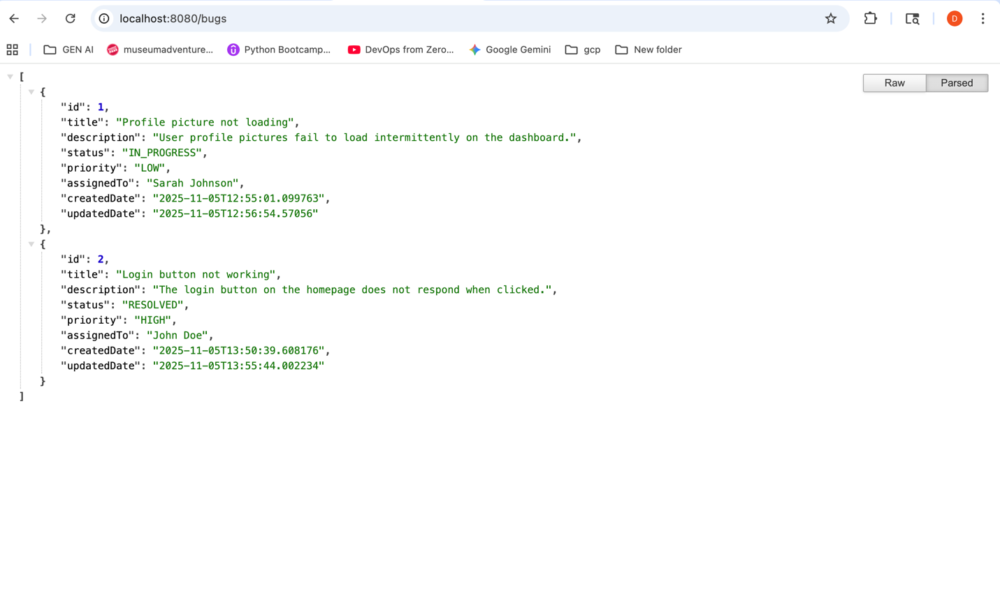 localhost:8080/bugs
D
GEN AI
museumadventure...
Python Bootcamp...
DevOps from Zero...
Google Gemini
gcp
New folder
Raw
Parsed
[
{
"id": 1,
"title": "Profile picture not loading",
"description": "User profile pictures fail to load intermittently on the dashboard.",
"status": "IN_PROGRESS",
"priority": "LOW",
"assignedTo": "Sarah Johnson",
"createdDate": "2025-11-05T12:55:01.099763",
"updatedDate": "2025-11-05T12:56:54.57056"
},
{
"id": 2,
"title": "Login button not working",
"description": "The login button on the homepage does not respond when clicked.",
"status": "RESOLVED",
"priority": "HIGH",
"assignedTo": "John Doe",
"createdDate": "2025-11-05T13:50:39.608176",
"updatedDate": "2025-11-05T13:55:44.002234"
}
]